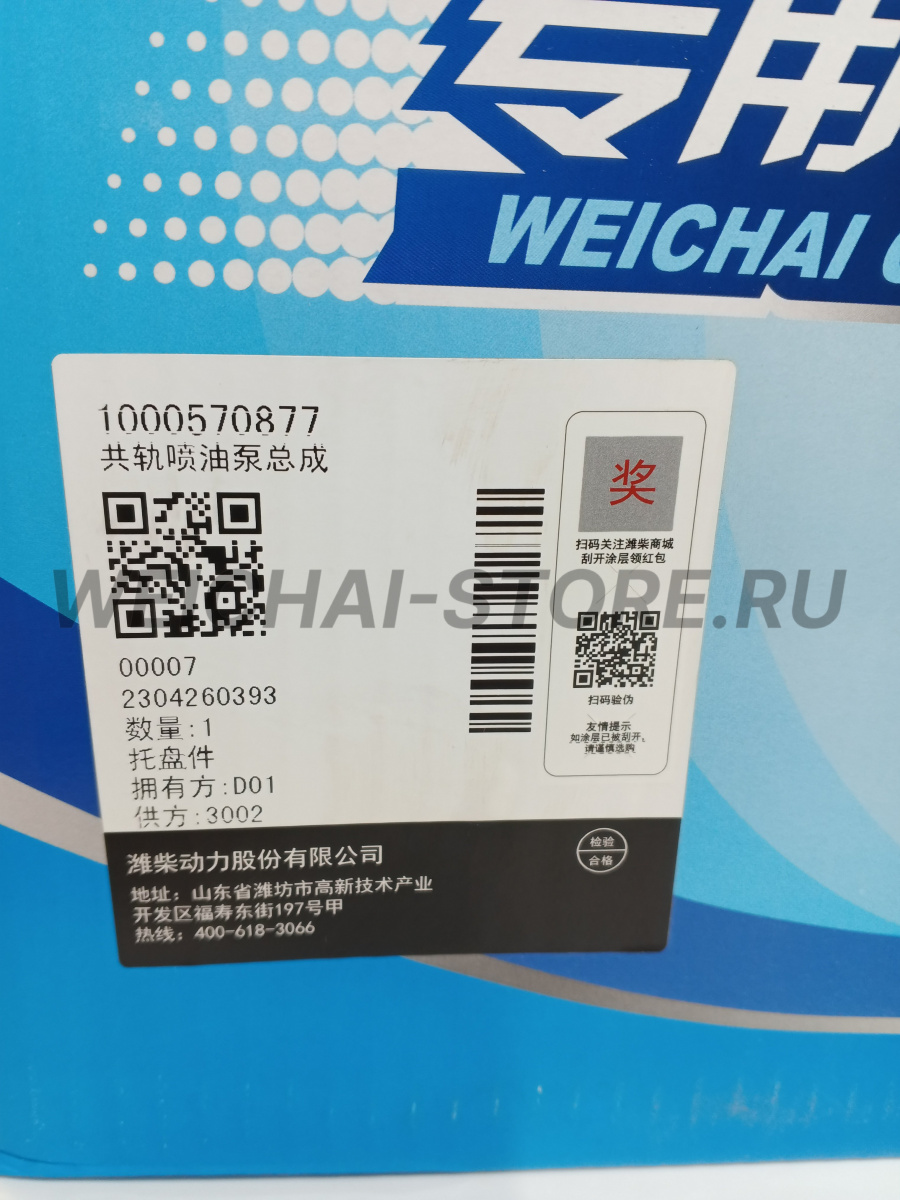 专用
WEICHAI
1000570877
共轨喷油泵总成
奖
扫码关注潍柴商城
刮开涂层领红包
WEICHAI-STORE.RU
00007
2304260393
数量:1
托盘件
拥有方:D01
供方:3002
扫码验伪
友情提示
如涂层已被刮开、
请谨慎选购
潍柴动力股份有限公司
地址：山东省潍坊市高新技术产业
开发区福寿东街197号甲
热线：400-618-3066
检验
合格